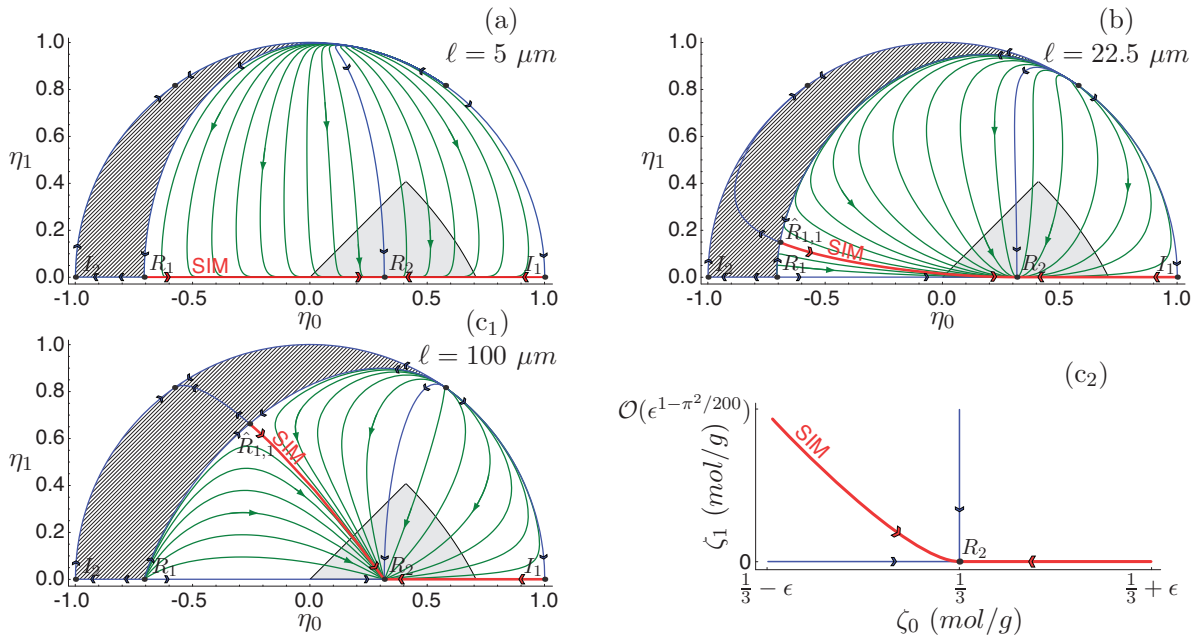 (a)
ℓ = 5 μm
η₁
1.0
0.8
0.6
0.4
0.2
0.0
I₂
R₁
SIM
R₂
I₁
-1.0
-0.5
0.0
0.5
1.0
η₀
(b)
ℓ = 22.5 μm
η₁
1.0
0.8
0.6
0.4
0.2
0.0
R̂₁,₁
SIM
I₂
R₁
R₂
I₁
-1.0
-0.5
0.0
0.5
1.0
η₀
(c₁)
ℓ = 100 μm
η₁
1.0
0.8
0.6
0.4
0.2
0.0
R̂₁,₁
SIM
I₂
R₁
R₂
I₁
-1.0
-0.5
0.0
0.5
1.0
η₀
(c₂)
𝒪(ϵ^{1−π²/200})
ζ₁ (mol/g)
SIM
R₂
0
1/3 − ϵ
1/3
1/3 + ϵ
ζ₀ (mol/g)